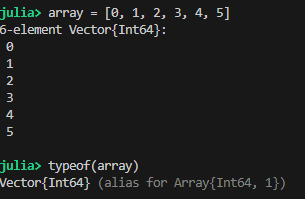 julia> array = [0, 1, 2, 3, 4, 5]
6-element Vector{Int64}:
0
1
2
3
4
5
julia> typeof(array)
Vector{Int64} (alias for Array{Int64, 1})